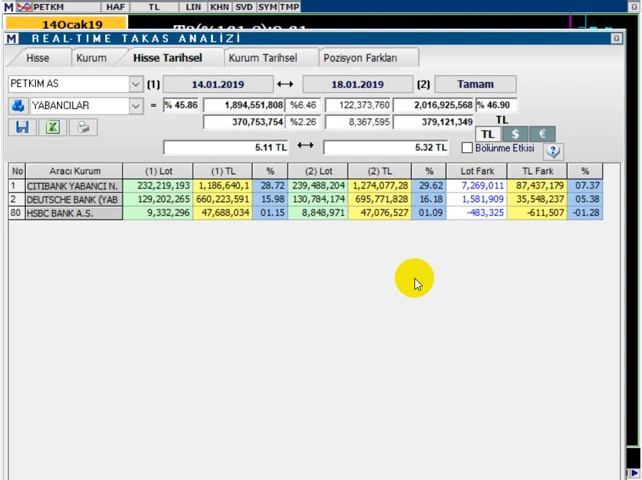 M PETKM HAF TL LIN KHN SVD SYM TMP
14Ocak19
M REAL-TIME TAKAS ANALİZİ
Hisse Kurum Hisse Tarihsel Kurum Tarihsel Pozisyon Farkları
PETKIM AS (1) 14.01.2019 ↔ 18.01.2019 (2) Tamam
YABANCILAR = % 45.86 1,894,551,808 %6.46 122,373,760 2,016,925,568 % 46.90
370,753,754 %2.26 8,367,595 379,121,349 TL
TL $ €
5.11 TL ↔ 5.32 TL Bölünme Etkisi
No Aracı Kurum (1) Lot (1) TL % (2) Lot (2) TL % Lot Fark TL Fark %
1 CITIBANK YABANCI N. 232,219,193 1,186,640,1 28.72 239,488,204 1,274,077,28 29.62 7,269,011 87,437,179 07.37
2 DEUTSCHE BANK (YAB 129,202,265 660,223,591 15.98 130,784,174 695,771,828 16.18 1,581,909 35,548,237 05.38
80 HSBC BANK A.S. 9,332,296 47,688,034 01.15 8,848,971 47,076,527 01.09 -483,325 -611,507 -01.28